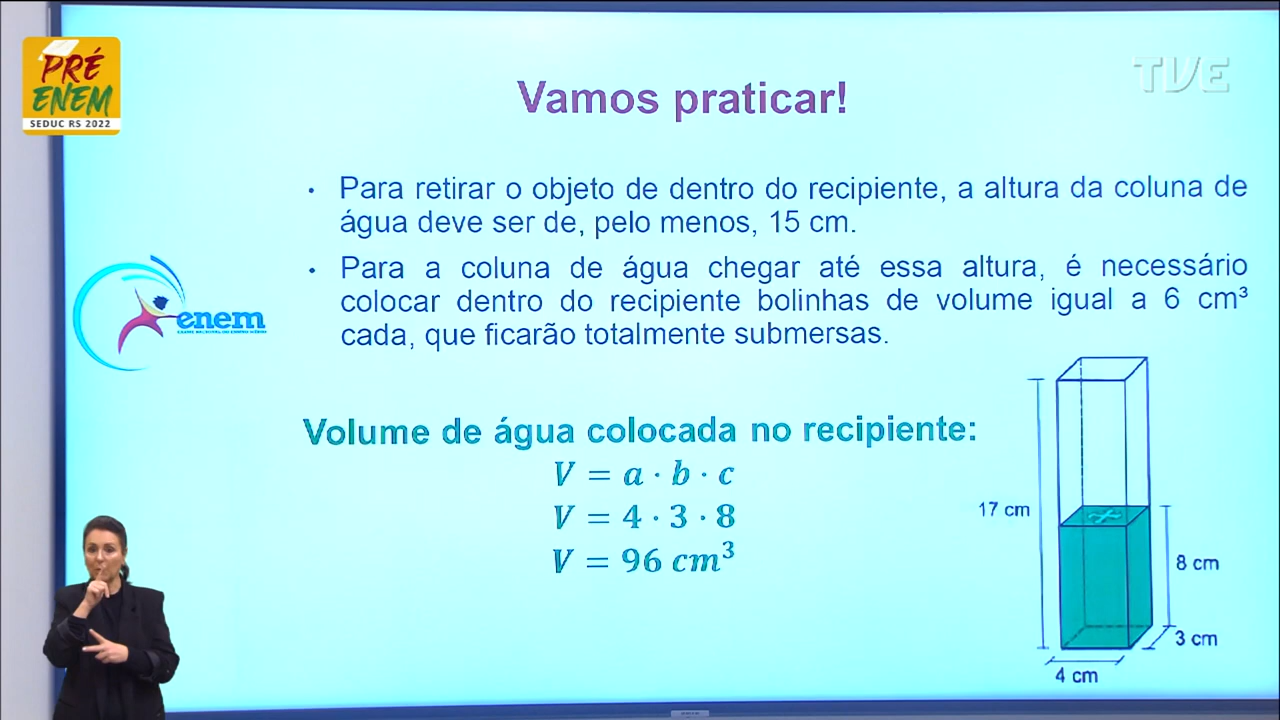 PRÉ
ENEM
SEDUC RS 2022
TVE
Vamos praticar!
• Para retirar o objeto de dentro do recipiente, a altura da coluna de
água deve ser de, pelo menos, 15 cm.
• Para a coluna de água chegar até essa altura, é necessário
colocar dentro do recipiente bolinhas de volume igual a 6 cm³
cada, que ficarão totalmente submersas.
enem
Volume de água colocada no recipiente:
V = a · b · c
V = 4 · 3 · 8
V = 96 cm³
17 cm
8 cm
3 cm
4 cm